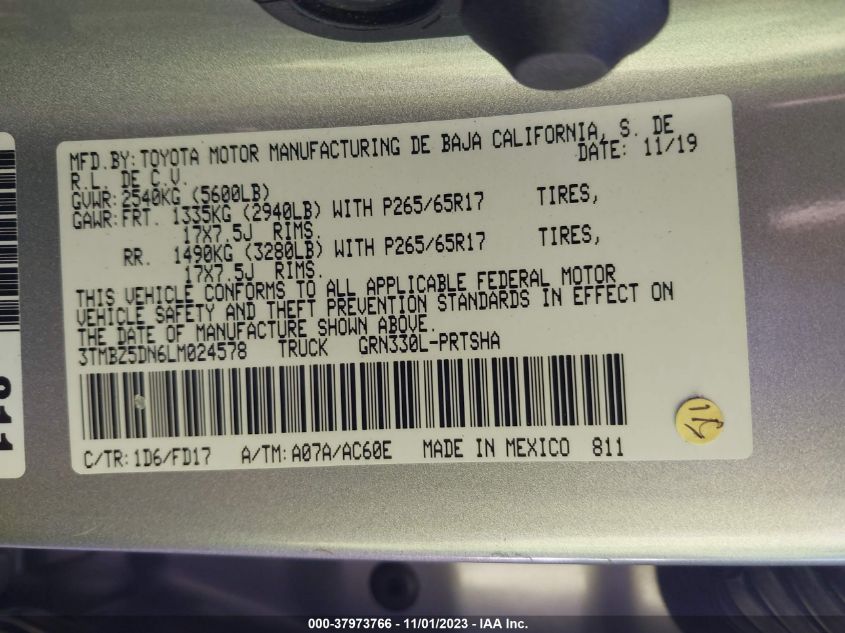 MFD.BY:TOYOTA MOTOR MANUFACTURING DE BAJA CALIFORNIA, S. DE
R.L. DE C.V. DATE: 11/19
GVWR:2540KG (5600LB)
GAWR:FRT. 1335KG (2940LB) WITH P265/65R17 TIRES,
17X7.5J RIMS.
RR. 1490KG (3280LB) WITH P265/65R17 TIRES,
17X7.5J RIMS.
THIS VEHICLE CONFORMS TO ALL APPLICABLE FEDERAL MOTOR
VEHICLE SAFETY AND THEFT PREVENTION STANDARDS IN EFFECT ON
THE DATE OF MANUFACTURE SHOWN ABOVE.
3TMBZ5DN6LM024578 TRUCK GRN330L-PRTSHA
C/TR:1D6/FD17 A/TM:A07A/AC60E MADE IN MEXICO 811
000-37973766 - 11/01/2023 - IAA Inc.